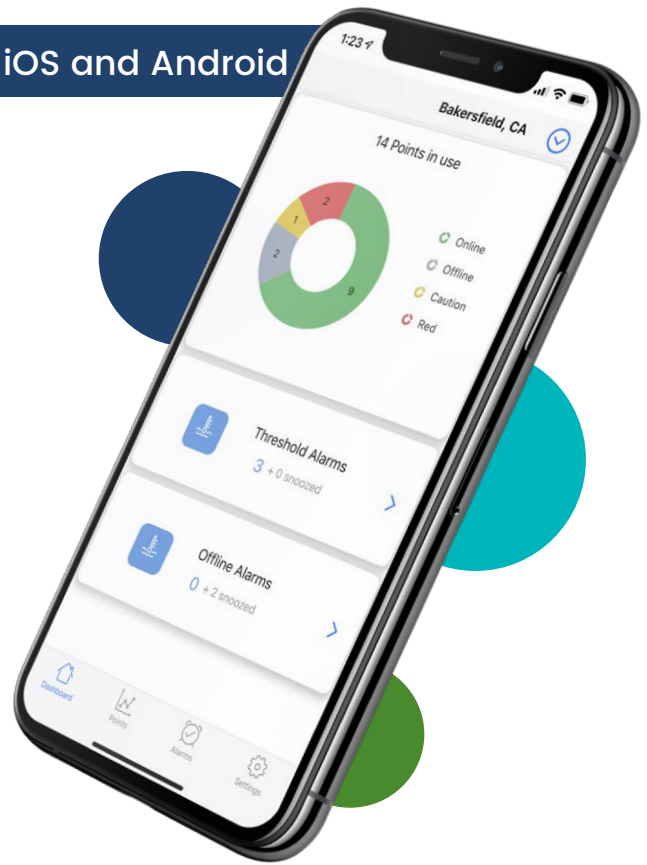 iOS and Android
1:23
Bakersfield, CA
14 Points in use
2
1
2
9
Online
Offline
Caution
Red
Threshold Alarms
3 + 0 snoozed
Offline Alarms
0 + 2 snoozed
Dashboard
Points
Alarms
Settings